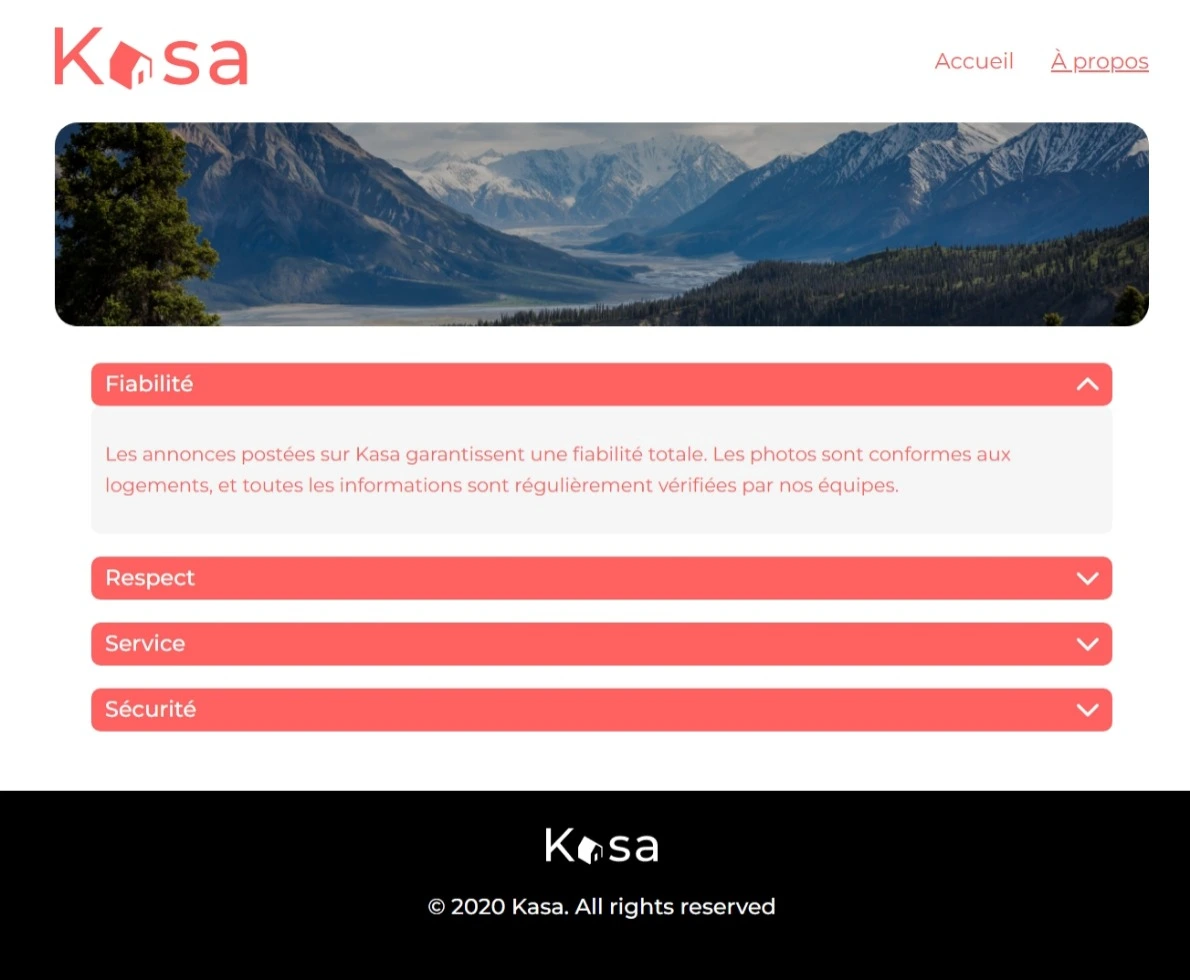 Kasa
Accueil À propos
Fiabilité
Les annonces postées sur Kasa garantissent une fiabilité totale. Les photos sont conformes aux
logements, et toutes les informations sont régulièrement vérifiées par nos équipes.
Respect
Service
Sécurité
Kasa
© 2020 Kasa. All rights reserved